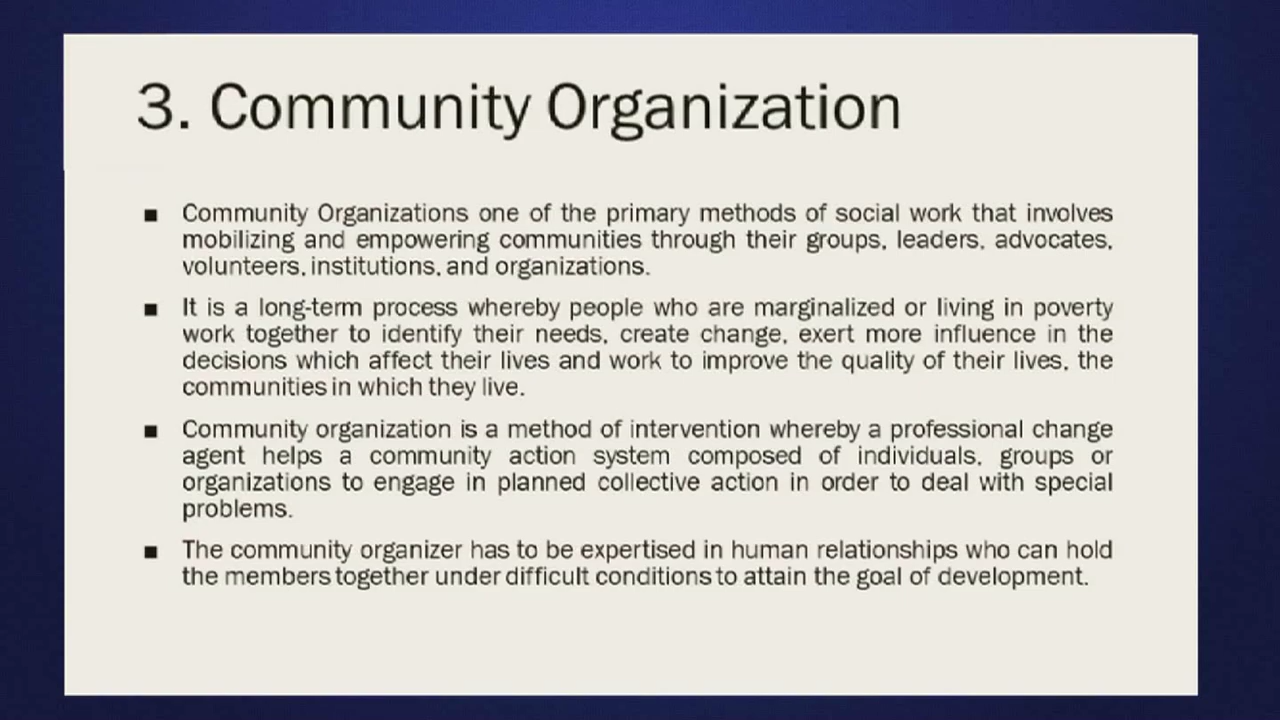 3. Community Organization
■ Community Organizations one of the primary methods of social work that involves
mobilizing and empowering communities through their groups, leaders, advocates,
volunteers, institutions, and organizations.
■ It is a long-term process whereby people who are marginalized or living in poverty
work together to identify their needs, create change, exert more influence in the
decisions which affect their lives and work to improve the quality of their lives, the
communities in which they live.
■ Community organization is a method of intervention whereby a professional change
agent helps a community action system composed of individuals, groups or
organizations to engage in planned collective action in order to deal with special
problems.
■ The community organizer has to be expertised in human relationships who can hold
the members together under difficult conditions to attain the goal of development.